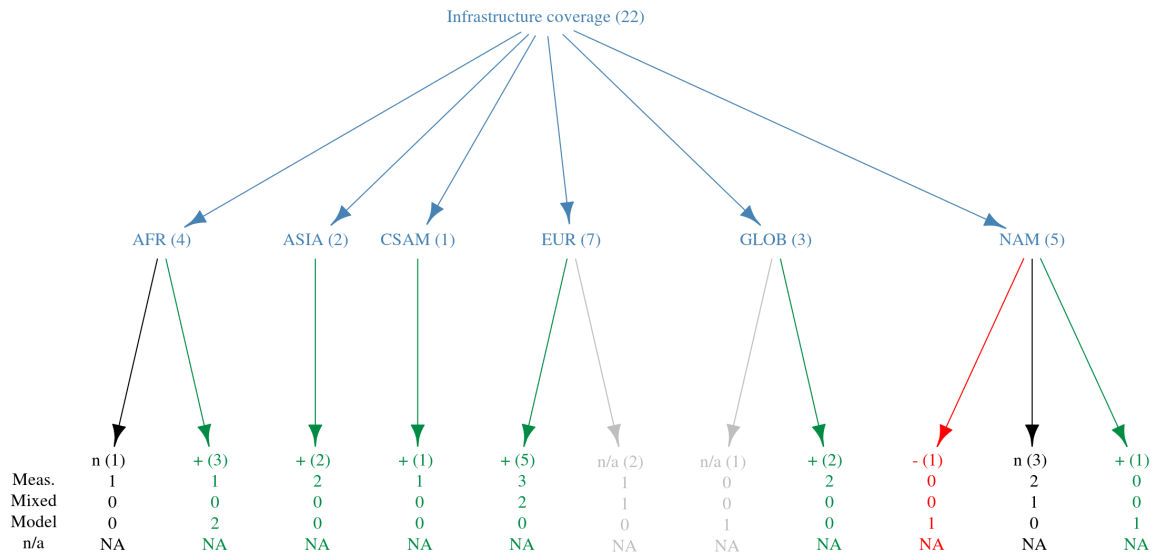 Infrastructure coverage (22)
AFR (4) ASIA (2) CSAM (1) EUR (7) GLOB (3) NAM (5)
n (1) + (3) + (2) + (1) + (5) n/a (2) n/a (1) + (2) - (1) n (3) + (1)
Meas. 1 1 2 1 3 1 0 2 0 2 0
Mixed 0 0 0 0 2 1 0 0 0 1 0
Model 0 2 0 0 0 0 1 0 1 0 1
n/a NA NA NA NA NA NA NA NA NA NA NA